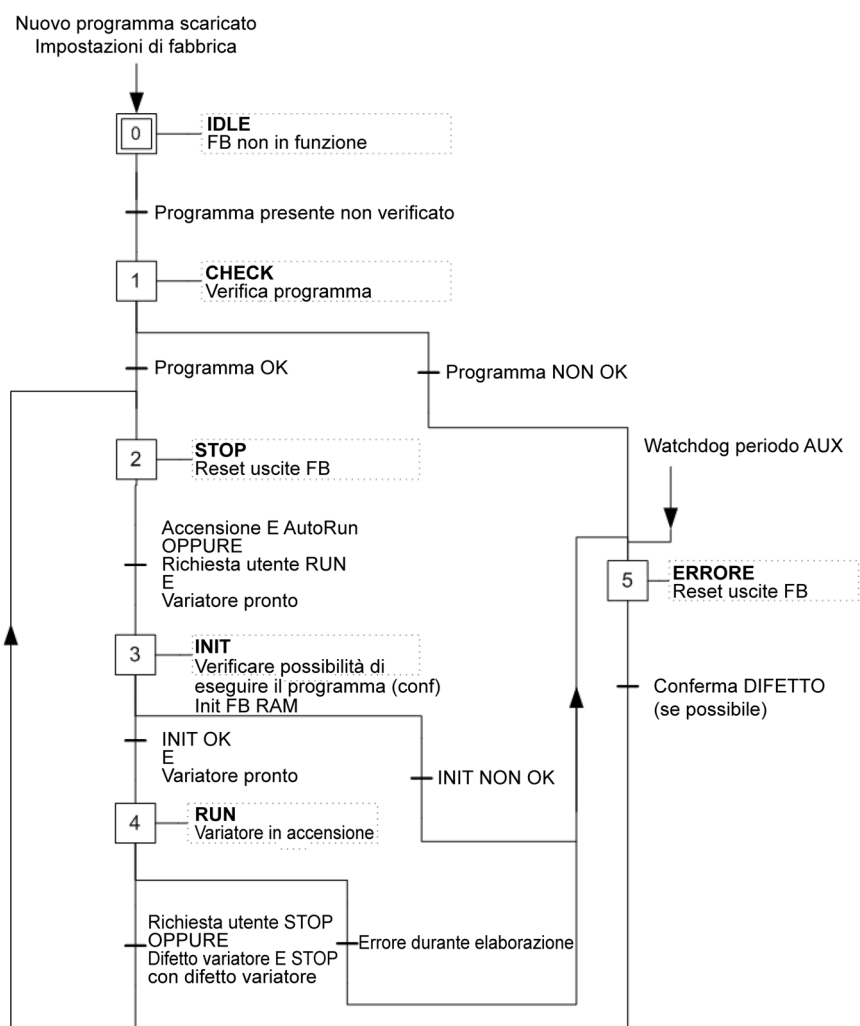 Nuovo programma scaricato
Impostazioni di fabbrica
0
IDLE
FB non in funzione
Programma presente non verificato
1
CHECK
Verifica programma
Programma OK
Programma NON OK
2
STOP
Reset uscite FB
Watchdog periodo AUX
Accensione E AutoRun
OPPURE
Richiesta utente RUN
E
Variatore pronto
5
ERRORE
Reset uscite FB
3
INIT
Verificare possibilità di
eseguire il programma (conf)
Init FB RAM
Conferma DIFETTO
(se possibile)
INIT OK
E
Variatore pronto
INIT NON OK
4
RUN
Variatore in accensione
Richiesta utente STOP
OPPURE
Difetto variatore E STOP
con difetto variatore
Errore durante elaborazione